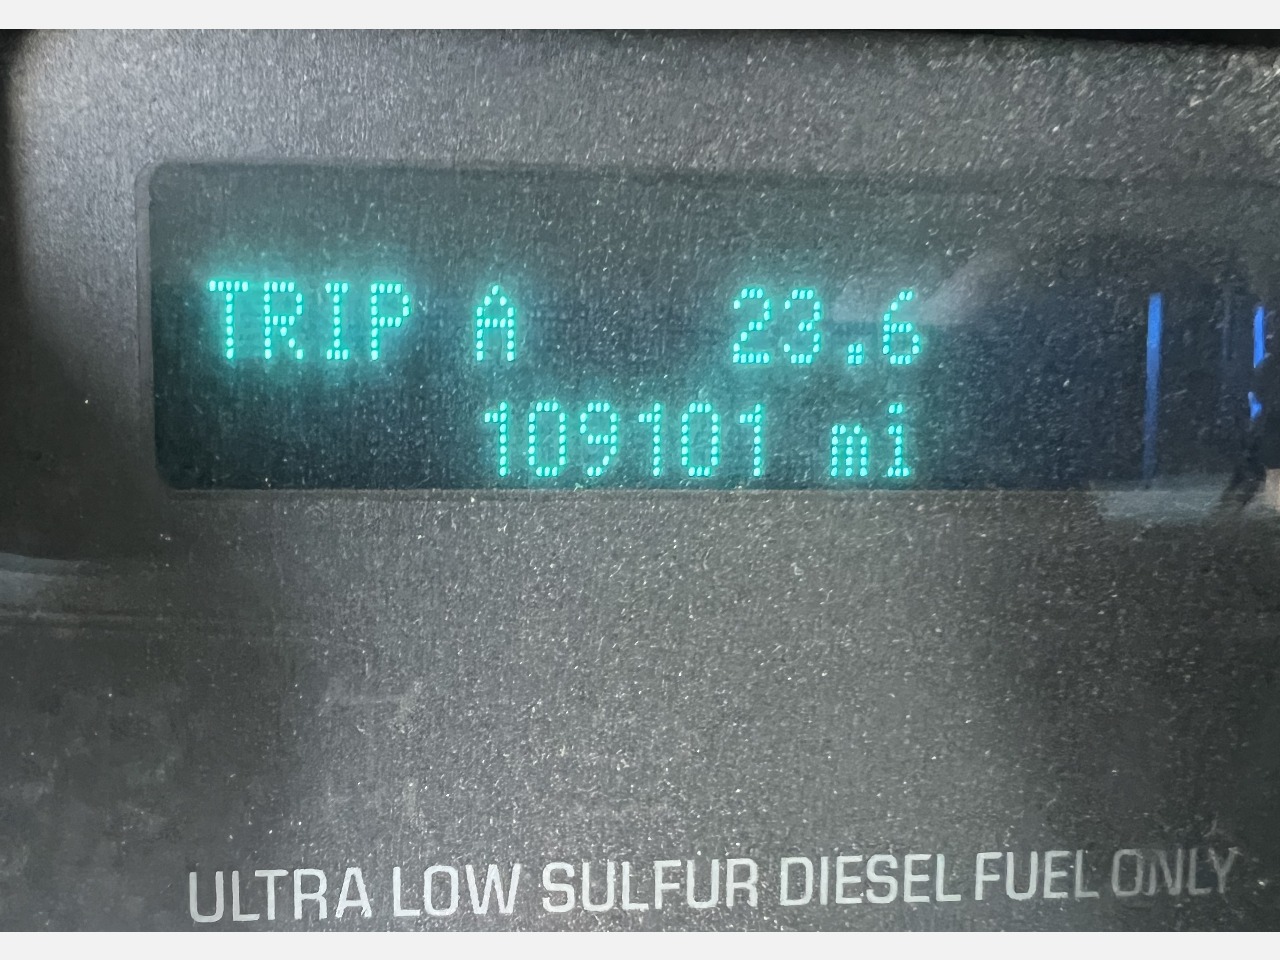 TRIP A 23.6
109101 mi
ULTRA LOW SULFUR DIESEL FUEL ONLY